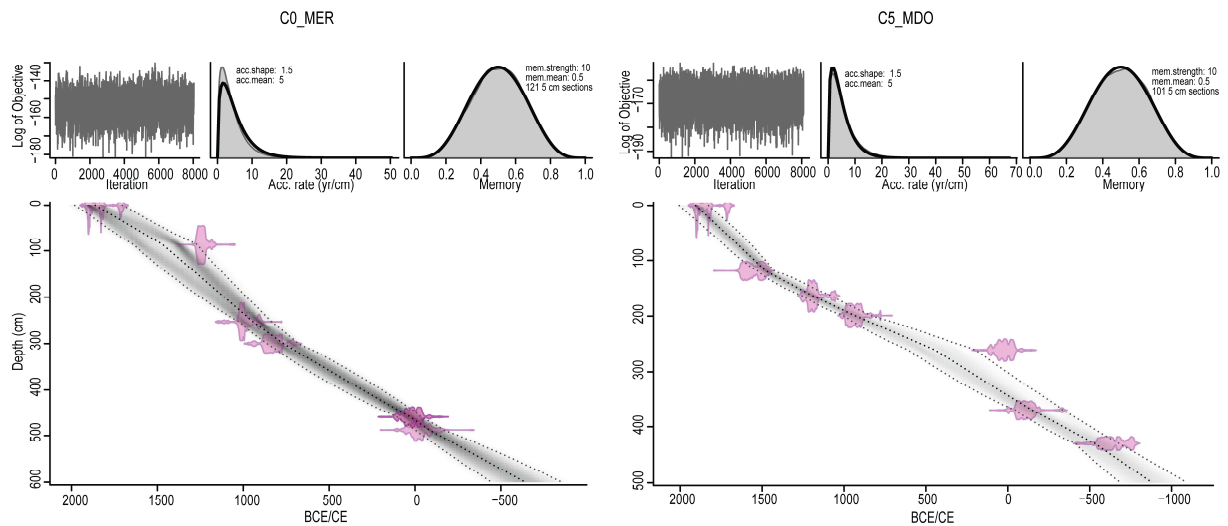 C0_MER
C5_MDO
Log of Objective
−180 −160 −140
0 2000 4000 6000 8000
Iteration
acc.shape: 1.5
acc.mean: 5
0 10 20 30 40 50
Acc. rate (yr/cm)
mem.strength: 10
mem.mean: 0.5
121 5 cm sections
0.0 0.2 0.4 0.6 0.8 1.0
Memory
Log of Objective
−190 −170
0 2000 4000 6000 8000
Iteration
acc.shape: 1.5
acc.mean: 5
0 10 20 30 40 50 60 70
Acc. rate (yr/cm)
mem.strength: 10
mem.mean: 0.5
101 5 cm sections
0.0 0.2 0.4 0.6 0.8 1.0
Memory
Depth (cm)
0 100 200 300 400 500 600
2000 1500 1000 500 0 −500
BCE/CE
0 100 200 300 400 500
2000 1500 1000 500 0 −500 −1000
BCE/CE